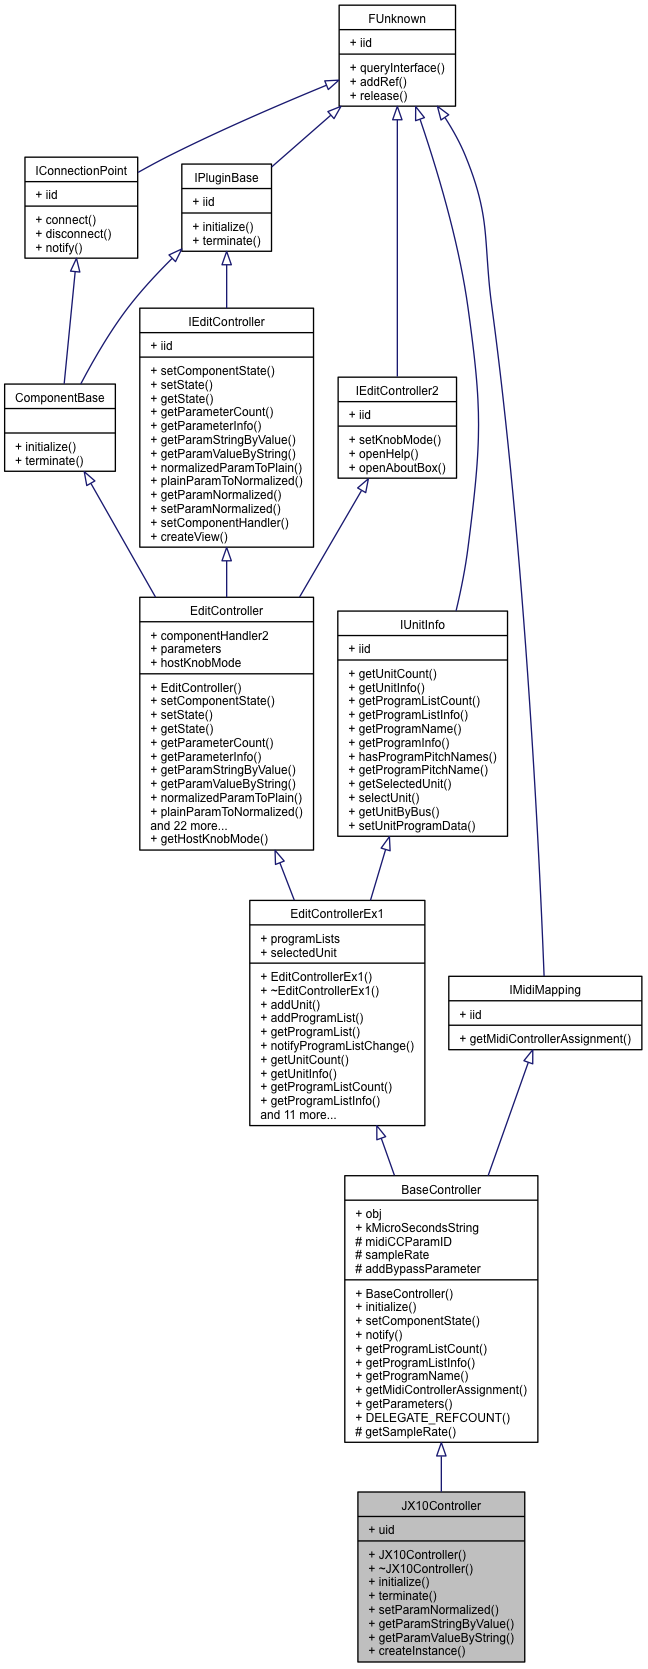 FUnknown
+ iid
+ queryInterface()
+ addRef()
+ release()
IConnectionPoint
+ iid
+ connect()
+ disconnect()
+ notify()
IPluginBase
+ iid
+ initialize()
+ terminate()
IEditController
+ iid
+ setComponentState()
+ setState()
+ getState()
+ getParameterCount()
+ getParameterInfo()
+ getParamStringByValue()
+ getParamValueByString()
+ normalizedParamToPlain()
+ plainParamToNormalized()
+ getParamNormalized()
+ setParamNormalized()
+ setComponentHandler()
+ createView()
ComponentBase
+ initialize()
+ terminate()
IEditController2
+ iid
+ setKnobMode()
+ openHelp()
+ openAboutBox()
EditController
+ componentHandler2
+ parameters
+ hostKnobMode
+ EditController()
+ setComponentState()
+ setState()
+ getState()
+ getParameterCount()
+ getParameterInfo()
+ getParamStringByValue()
+ getParamValueByString()
+ normalizedParamToPlain()
+ plainParamToNormalized()
and 22 more...
+ getHostKnobMode()
IUnitInfo
+ iid
+ getUnitCount()
+ getUnitInfo()
+ getProgramListCount()
+ getProgramListInfo()
+ getProgramName()
+ getProgramInfo()
+ hasProgramPitchNames()
+ getProgramPitchName()
+ getSelectedUnit()
+ selectUnit()
+ getUnitByBus()
+ setUnitProgramData()
EditControllerEx1
+ programLists
+ selectedUnit
+ EditControllerEx1()
+ ~EditControllerEx1()
+ addUnit()
+ addProgramList()
+ getProgramList()
+ notifyProgramListChange()
+ getUnitCount()
+ getUnitInfo()
+ getProgramListCount()
+ getProgramListInfo()
and 11 more...
IMidiMapping
+ iid
+ getMidiControllerAssignment()
BaseController
+ obj
+ kMicroSecondsString
# midiCCParamID
# sampleRate
# addBypassParameter
+ BaseController()
+ initialize()
+ setComponentState()
+ notify()
+ getProgramListCount()
+ getProgramListInfo()
+ getProgramName()
+ getMidiControllerAssignment()
+ getParameters()
+ DELEGATE_REFCOUNT()
# getSampleRate()
JX10Controller
+ uid
+ JX10Controller()
+ ~JX10Controller()
+ initialize()
+ terminate()
+ setParamNormalized()
+ getParamStringByValue()
+ getParamValueByString()
+ createInstance()